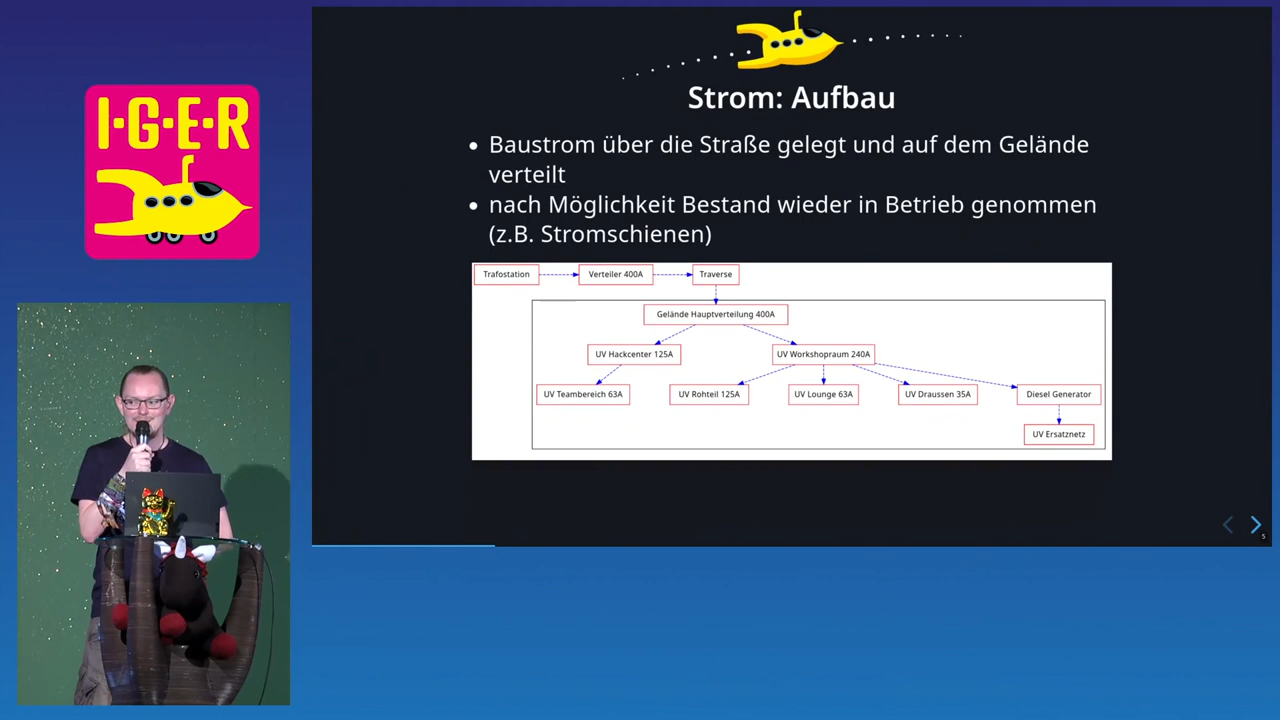 I·G·E·R
Strom: Aufbau
• Baustrom über die Straße gelegt und auf dem Gelände
verteilt
• nach Möglichkeit Bestand wieder in Betrieb genommen
(z.B. Stromschienen)
Trafostation
Verteiler 400A
Traverse
Gelände Hauptverteilung 400A
UV Hackcenter 125A
UV Workshopraum 240A
UV Teambereich 63A
UV Rohteil 125A
UV Lounge 63A
UV Draussen 35A
Diesel Generator
UV Ersatznetz
5